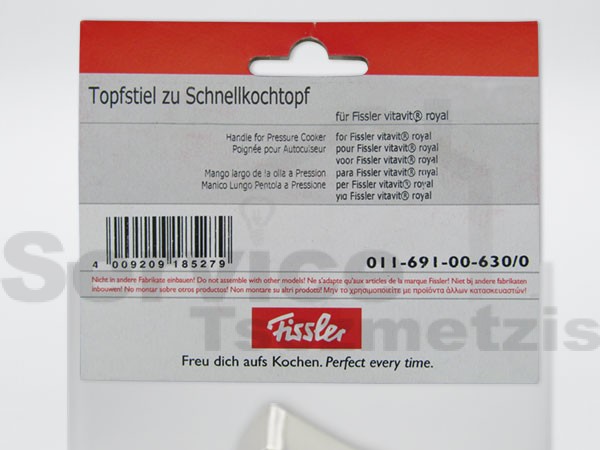 Topfstiel zu Schnellkochtopf
für Fissler vitavit® royal
Handle for Pressure Cooker for Fissler vitavit® royal
Poignée pour Autocuiseur pour Fissler vitavit® royal
voor Fissler vitavit® royal
Mango largo de la olla a Pression para Fissler vitavit® royal
Manico Lungo Pentola a Pressione per Fissler vitavit® royal
για Fissler vitavit® royal
4 009209 185279
011-691-00-630/0
Nicht in andere Fabrikate einbauen! Do not assemble with other models! Ne s'adapte qu'aux articles de la marque Fissler! Niet bij andere fabrikaten
inbouwen! No montar sobre otros productos! Non montare su altri prodotti! Μην το χρησιμοποιείτε με προϊόντα άλλων κατασκευαστών!
Fissler
Freu dich aufs Kochen. Perfect every time.
Service